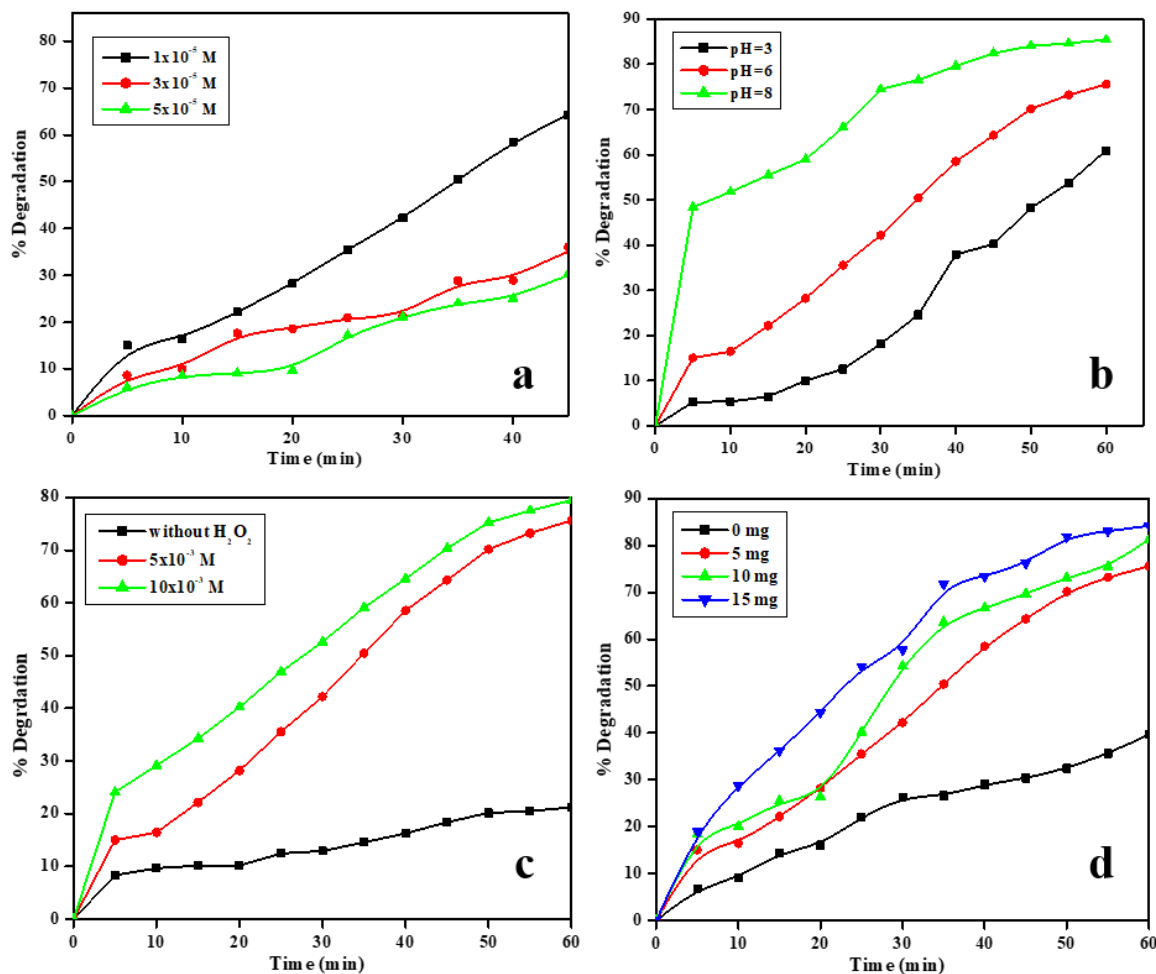 80
70
60
50
40
30
20
10
0
% Degradation
1x10⁻⁵ M
3x10⁻⁵ M
5x10⁻⁵ M
a
0 10 20 30 40
Time (min)
90
80
70
60
50
40
30
20
10
0
% Degradation
pH=3
pH=6
pH=8
b
0 10 20 30 40 50 60
Time (min)
80
70
60
50
40
30
20
10
0
% Degrdation
without H₂O₂
5x10⁻³ M
10x10⁻³ M
c
0 10 20 30 40 50 60
Time (min)
90
80
70
60
50
40
30
20
10
0
% Degradation
0 mg
5 mg
10 mg
15 mg
d
0 10 20 30 40 50 60
Time (min)